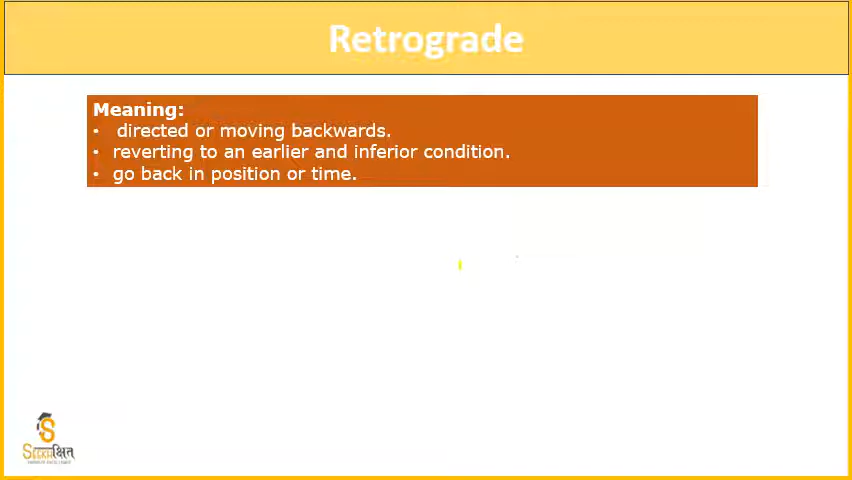 Retrograde
Meaning:
• directed or moving backwards.
• reverting to an earlier and inferior condition.
• go back in position or time.